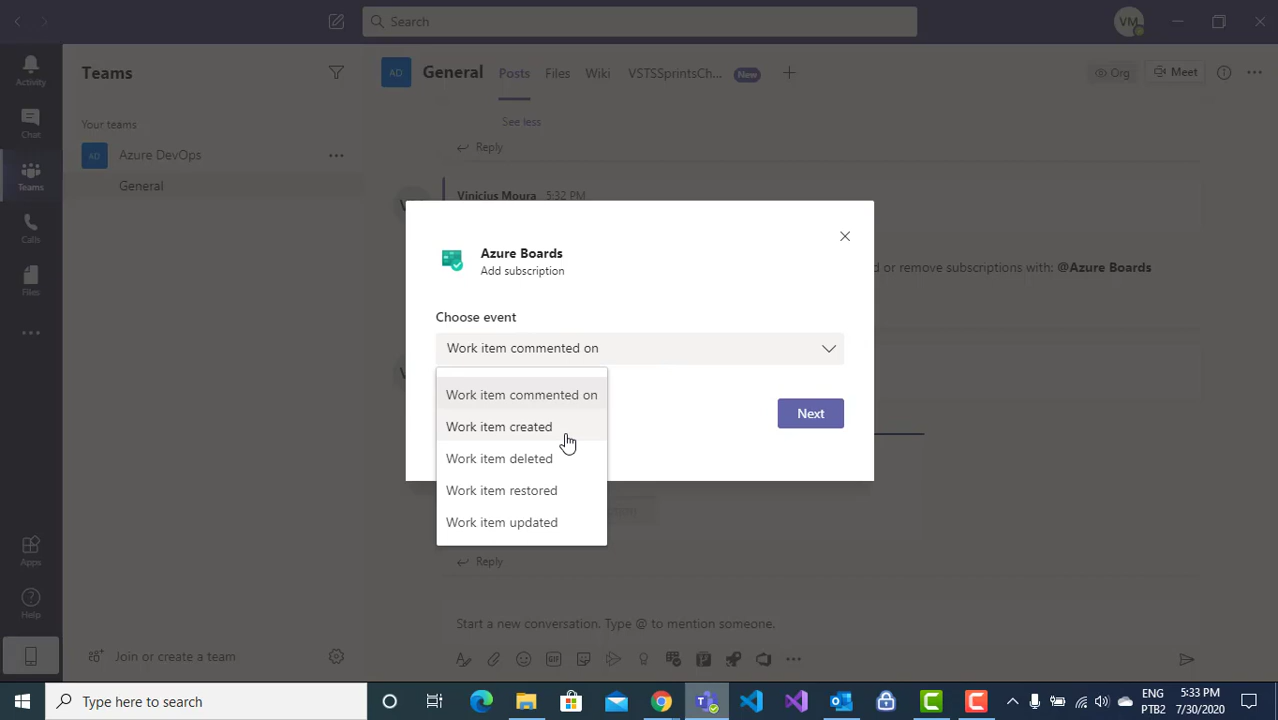 Search
VM
Activity
Chat
Teams
Calls
Files
Apps
Help
Teams
Your teams
AD Azure DevOps
General
Join or create a team
AD General Posts Files Wiki VSTSSprintsCh... New
Org Meet
See less
Reply
Vinicius Moura 5:32 PM
d or remove subscriptions with: @Azure Boards
Azure Boards
Add subscription
Choose event
Work item commented on
Work item commented on
Work item created
Work item deleted
Work item restored
Work item updated
Next
Reply
Start a new conversation. Type @ to mention someone.
GIF
Type here to search
ENG
PTB2
5:33 PM
7/30/2020